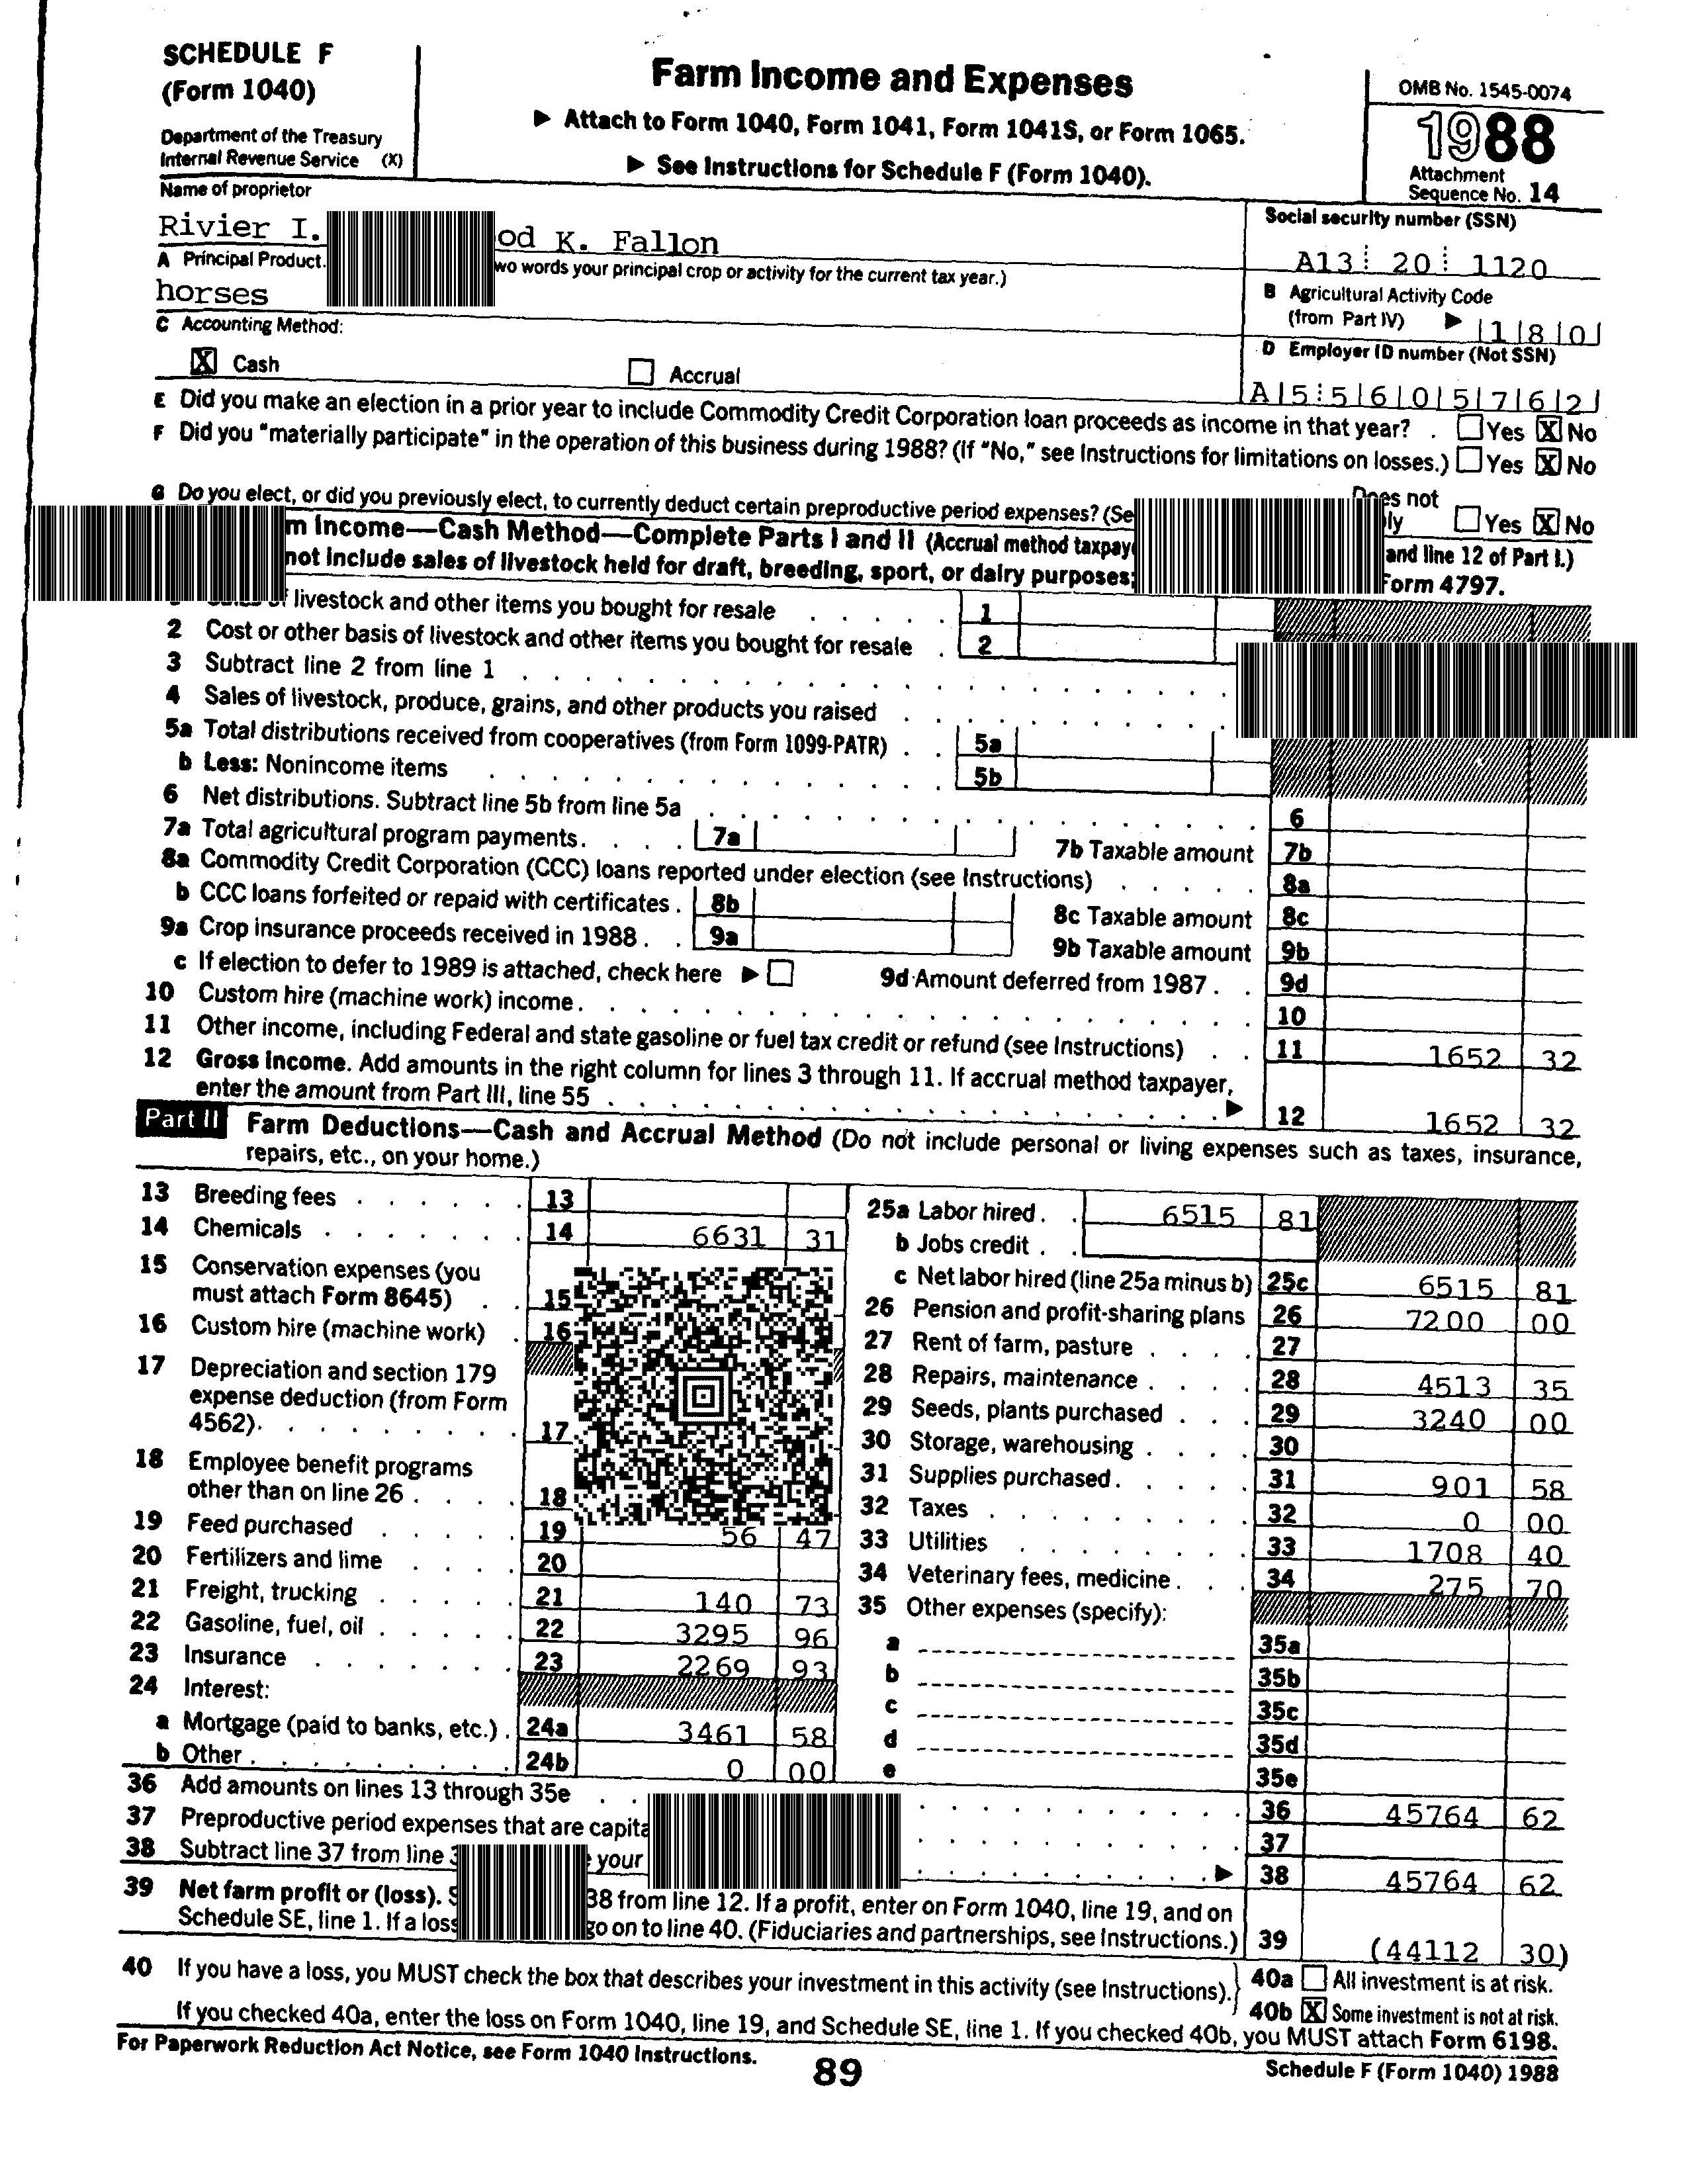 SCHEDULE F
(Form 1040)
Department of the Treasury
Internal Revenue Service (X)
Farm Income and Expenses
▶ Attach to Form 1040, Form 1041, Form 1041S, or Form 1065.
▶ See Instructions for Schedule F (Form 1040).
OMB No. 1545-0074
1988
Attachment
Sequence No. 14
Name of proprietor
Rivier I. K. Fallon
Social security number (SSN)
A13 20 1120
A Principal Product. words your principal crop or activity for the current tax year.)
horses
B Agricultural Activity Code
(from Part IV) ▶ 1 8 0
C Accounting Method:
X Cash Accrual
D Employer ID number (Not SSN)
A 5 5 6 0 5 7 6 2
E Did you make an election in a prior year to include Commodity Credit Corporation loan proceeds as income in that year? . Yes X No
F Did you "materially participate" in the operation of this business during 1988? (If "No," see Instructions for limitations on losses.) Yes X No
G Do you elect, or did you previously elect, to currently deduct certain preproductive period expenses? Does not Yes X No
Income—Cash Method—Complete Parts I and II (Accrual method and line 12 of Part I.)
not include sales of livestock held for draft, breeding, sport, or dairy purposes; Form 4797.
livestock and other items you bought for resale . . . . . 1
2 Cost or other basis of livestock and other items you bought for resale . 2
3 Subtract line 2 from line 1
4 Sales of livestock, produce, grains, and other products you raised
5a Total distributions received from cooperatives (from Form 1099-PATR) . . 5a
b Less: Nonincome items 5b
6 Net distributions. Subtract line 5b from line 5a 6
7a Total agricultural program payments. . . . 7a 7b Taxable amount 7b
8a Commodity Credit Corporation (CCC) loans reported under election (see Instructions) . . . . . 8a
b CCC loans forfeited or repaid with certificates . 8b 8c Taxable amount 8c
9a Crop insurance proceeds received in 1988 . . 9a 9b Taxable amount 9b
c If election to defer to 1989 is attached, check here ▶ 9d Amount deferred from 1987 . . 9d
10 Custom hire (machine work) income. 10
11 Other income, including Federal and state gasoline or fuel tax credit or refund (see Instructions) . . 11 1652 32
12 Gross Income. Add amounts in the right column for lines 3 through 11. If accrual method taxpayer,
enter the amount from Part III, line 55 ▶ 12 1652 32
Part II Farm Deductions—Cash and Accrual Method (Do not include personal or living expenses such as taxes, insurance,
repairs, etc., on your home.)
13 Breeding fees . . . . . . 13
14 Chemicals . . . . . . . 14 6631 31
15 Conservation expenses (you
must attach Form 8645) . . 15
16 Custom hire (machine work) . 16
17 Depreciation and section 179
expense deduction (from Form
4562). . . . . . . . . 17
18 Employee benefit programs
other than on line 26 . . . . 18
19 Feed purchased . . . . . 19 56 47
20 Fertilizers and lime . . . . 20
21 Freight, trucking . . . . . 21 140 73
22 Gasoline, fuel, oil . . . . . 22 3295 96
23 Insurance . . . . . . . 23 2269 93
24 Interest:
a Mortgage (paid to banks, etc.) . 24a 3461 58
b Other . . . . . . . . 24b 0 00
25a Labor hired . . 6515 81
b Jobs credit . .
c Net labor hired (line 25a minus b) 25c 6515 81
26 Pension and profit-sharing plans 26 7200 00
27 Rent of farm, pasture . . . . 27
28 Repairs, maintenance . . . . 28 4513 35
29 Seeds, plants purchased . . . 29 3240 00
30 Storage, warehousing . . . . 30
31 Supplies purchased . . . . . 31 901 58
32 Taxes . . . . . . . . . 32 0 00
33 Utilities . . . . . . . . 33 1708 40
34 Veterinary fees, medicine . . . 34 275 70
35 Other expenses (specify):
a 35a
b 35b
c 35c
d 35d
e 35e
36 Add amounts on lines 13 through 35e 36 45764 62
37 Preproductive period expenses that are 37
38 Subtract line 37 from line your ▶ 38 45764 62
39 Net farm profit or (loss). 38 from line 12. If a profit, enter on Form 1040, line 19, and on
Schedule SE, line 1. If a go on to line 40. (Fiduciaries and partnerships, see Instructions.) 39 (44112 30)
40 If you have a loss, you MUST check the box that describes your investment in this activity (see Instructions). 40a All investment is at risk.
40b X Some investment is not at risk.
If you checked 40a, enter the loss on Form 1040, line 19, and Schedule SE, line 1. If you checked 40b, you MUST attach Form 6198.
For Paperwork Reduction Act Notice, see Form 1040 Instructions.
89
Schedule F (Form 1040) 1988